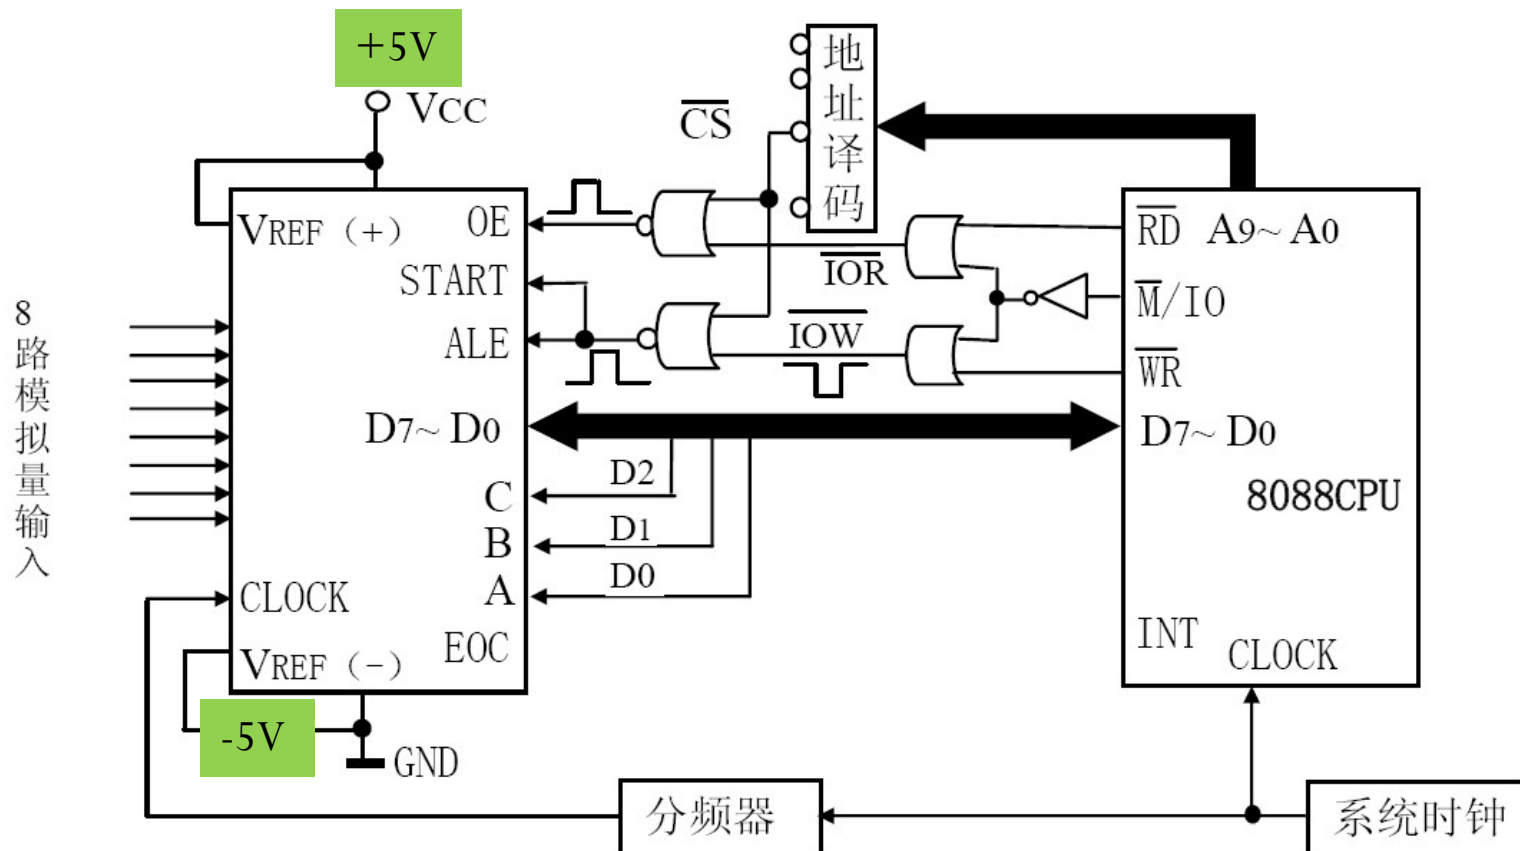 +5V
VCC
CS
地址译码
VREF (+)
OE
START
ALE
D7~ D0
C
B
A
EOC
CLOCK
VREF (-)
-5V
GND
8路模拟量输入
IOR
IOW
D2
D1
D0
RD A9~ A0
M/IO
WR
D7~ D0
8088CPU
INT
CLOCK
分频器
系统时钟